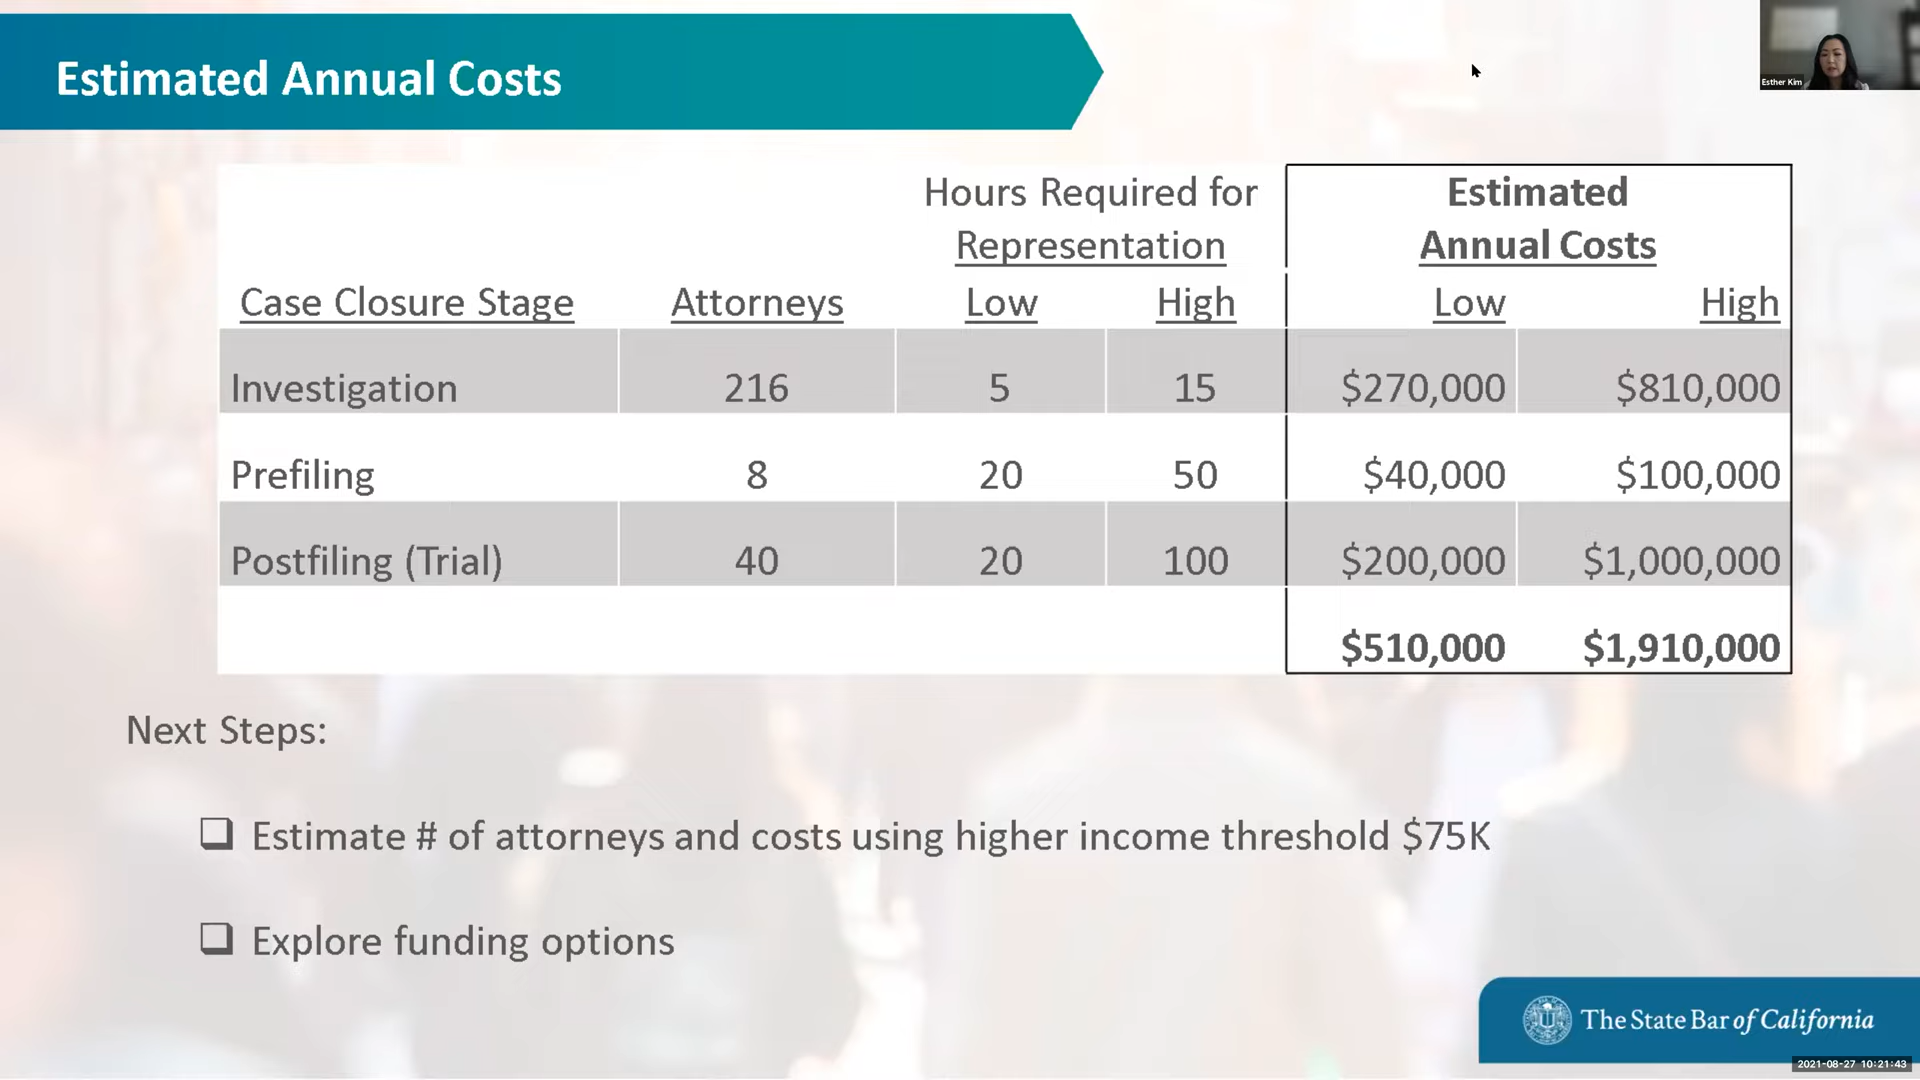 Estimated Annual Costs
Esther Kim
Hours Required for Representation
Estimated Annual Costs
Case Closure Stage Attorneys Low High Low High
Investigation 216 5 15 $270,000 $810,000
Prefiling 8 20 50 $40,000 $100,000
Postfiling (Trial) 40 20 100 $200,000 $1,000,000
$510,000 $1,910,000
Next Steps:
❑ Estimate # of attorneys and costs using higher income threshold $75K
❑ Explore funding options
The State Bar of California
2021-08-27 10:21:43